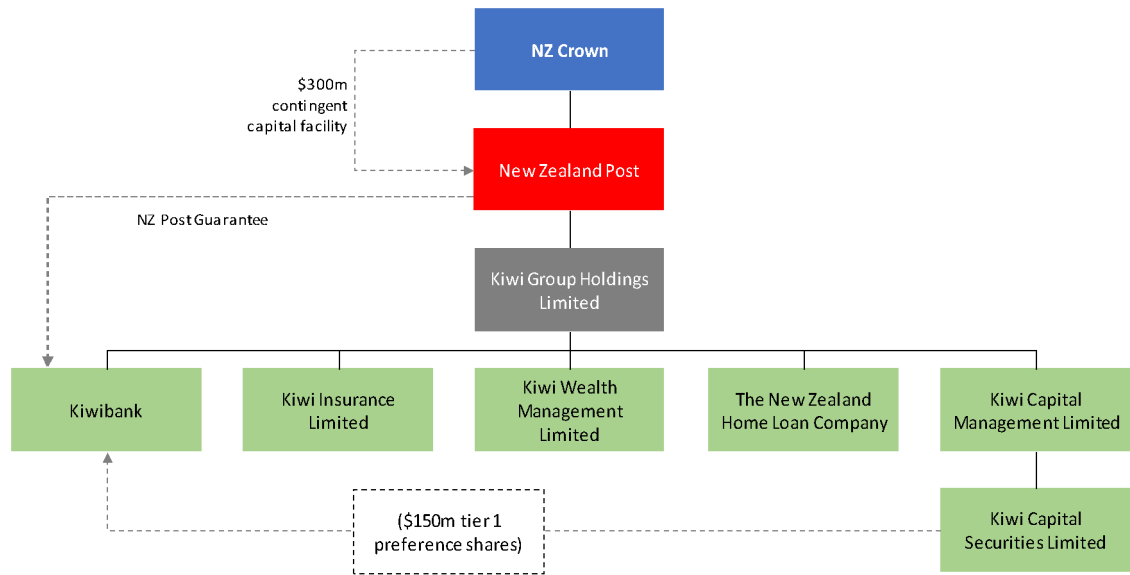 NZ Crown
$300m
contingent
capital facility
New Zealand Post
NZ Post Guarantee
Kiwi Group Holdings
Limited
Kiwibank
Kiwi Insurance
Limited
Kiwi Wealth
Management
Limited
The New Zealand
Home Loan Company
Kiwi Capital
Management Limited
($150m tier 1
preference shares)
Kiwi Capital
Securities Limited